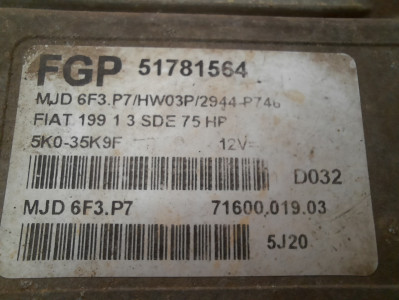 FGP 51781564
MJD 6F3.P7/HW03P/2944-P746
FIAT 199 1 3 SDE 75 HP
5K0-35K9F 12V=
D032
MJD 6F3.P7 71600.019.03
5J20